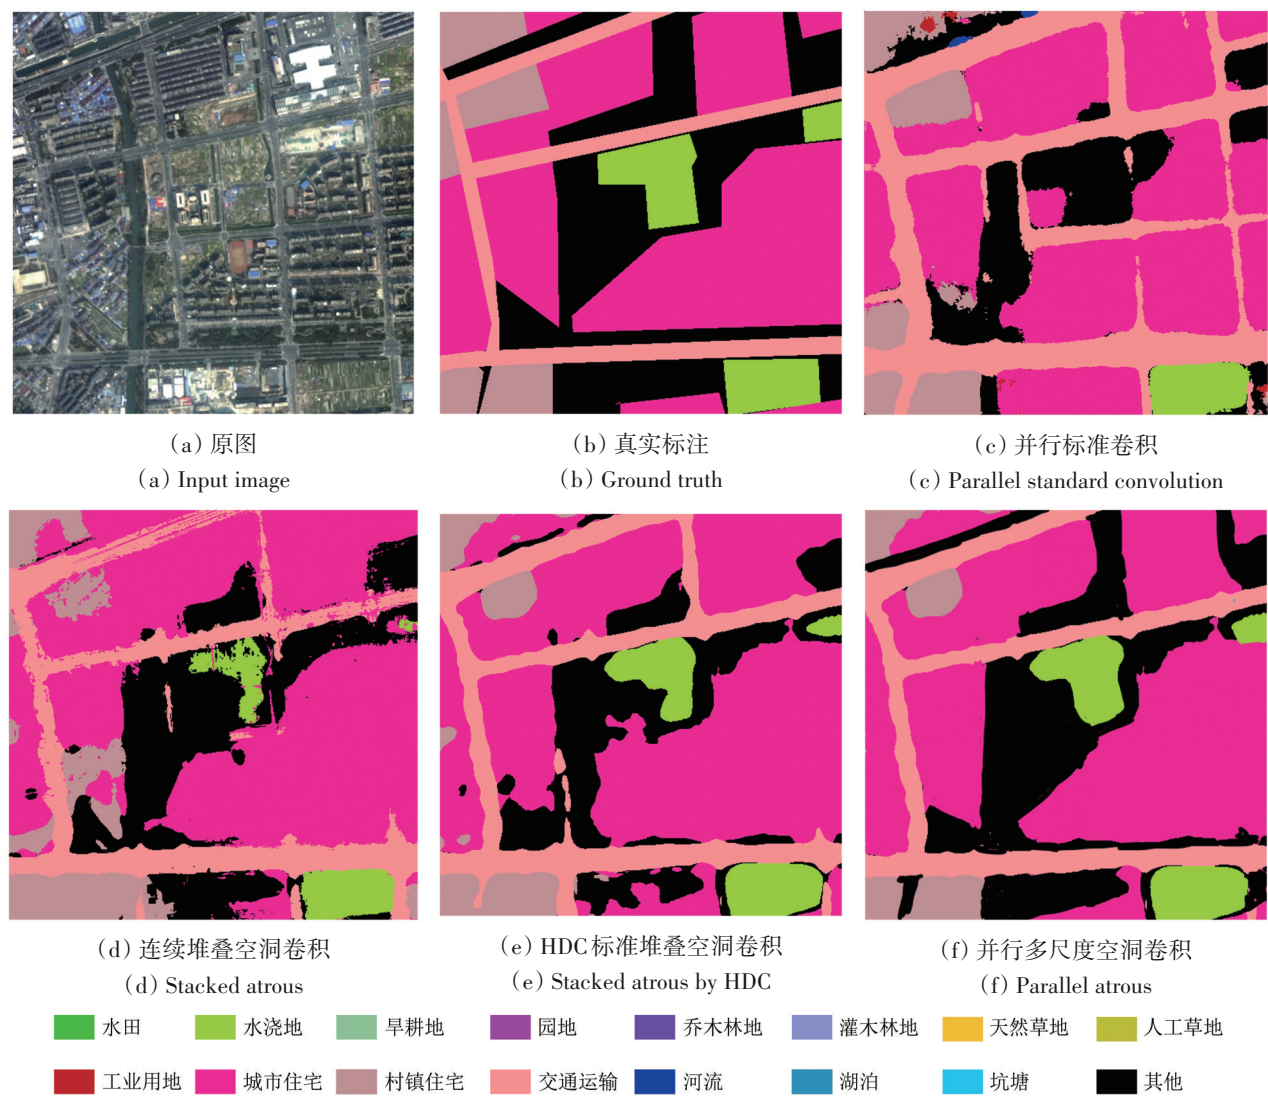 (a) 原图
(a) Input image
(b) 真实标注
(b) Ground truth
(c) 并行标准卷积
(c) Parallel standard convolution
(d) 连续堆叠空洞卷积
(d) Stacked atrous
(e) HDC标准堆叠空洞卷积
(e) Stacked atrous by HDC
(f) 并行多尺度空洞卷积
(f) Parallel atrous
水田 水浇地 旱耕地 园地 乔木林地 灌木林地 天然草地 人工草地
工业用地 城市住宅 村镇住宅 交通运输 河流 湖泊 坑塘 其他